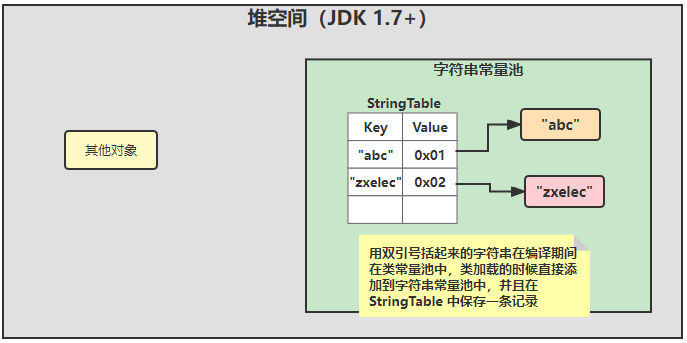 堆空间（JDK 1.7+）
字符串常量池
StringTable
Key Value
"abc" 0x01
"zxelec" 0x02
"abc"
"zxelec"
其他对象
用双引号括起来的字符串在编译期间
在类常量池中，类加载的时候直接添
加到字符串常量池中，并且在
StringTable 中保存一条记录